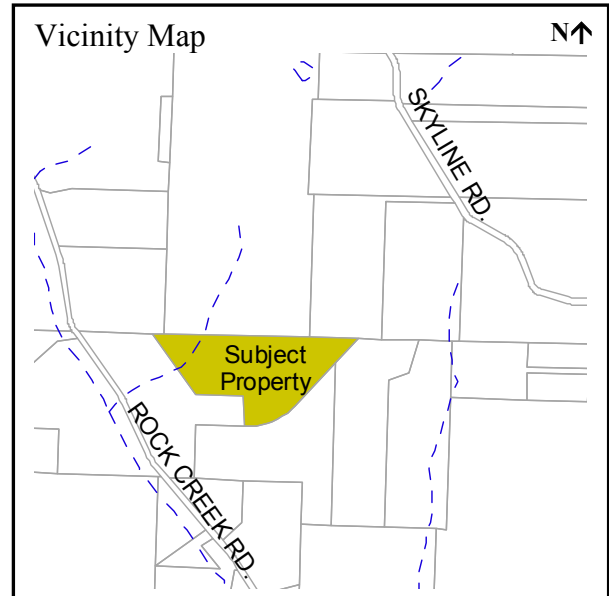 Vicinity Map
N↑
SKYLINE RD.
Subject
Property
ROCK CREEK RD.